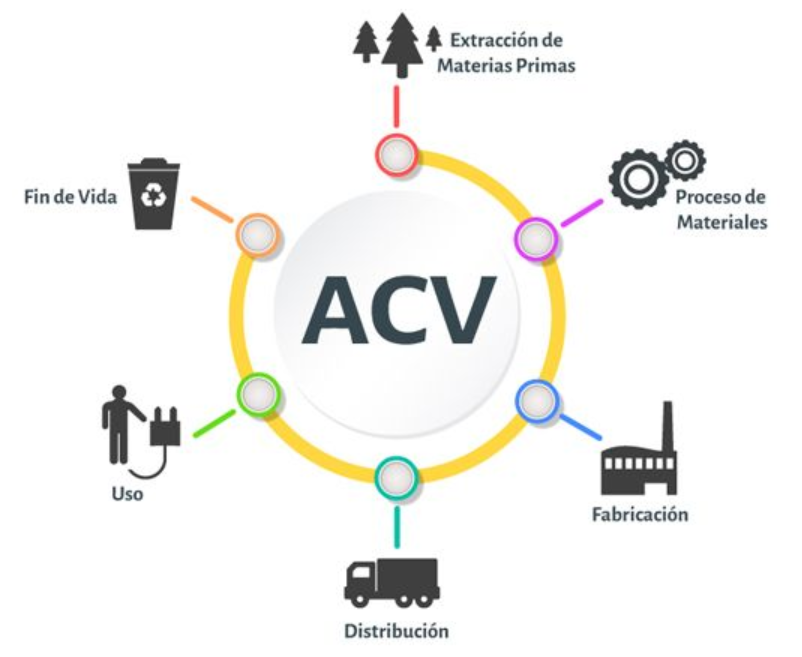 Extracción de
Materias Primas
Proceso de
Materiales
Fabricación
Distribución
Uso
Fin de Vida
ACV